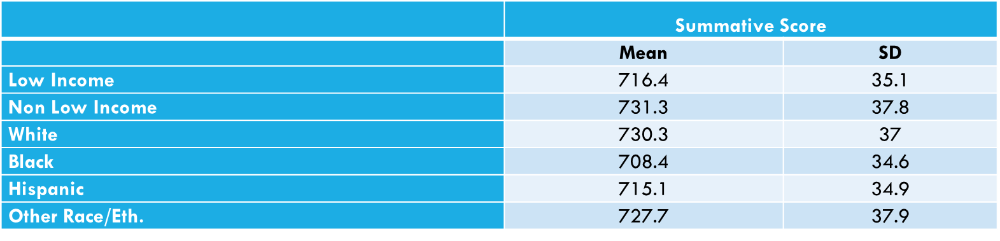 Summative Score
Mean SD
Low Income 716.4 35.1
Non Low Income 731.3 37.8
White 730.3 37
Black 708.4 34.6
Hispanic 715.1 34.9
Other Race/Eth. 727.7 37.9